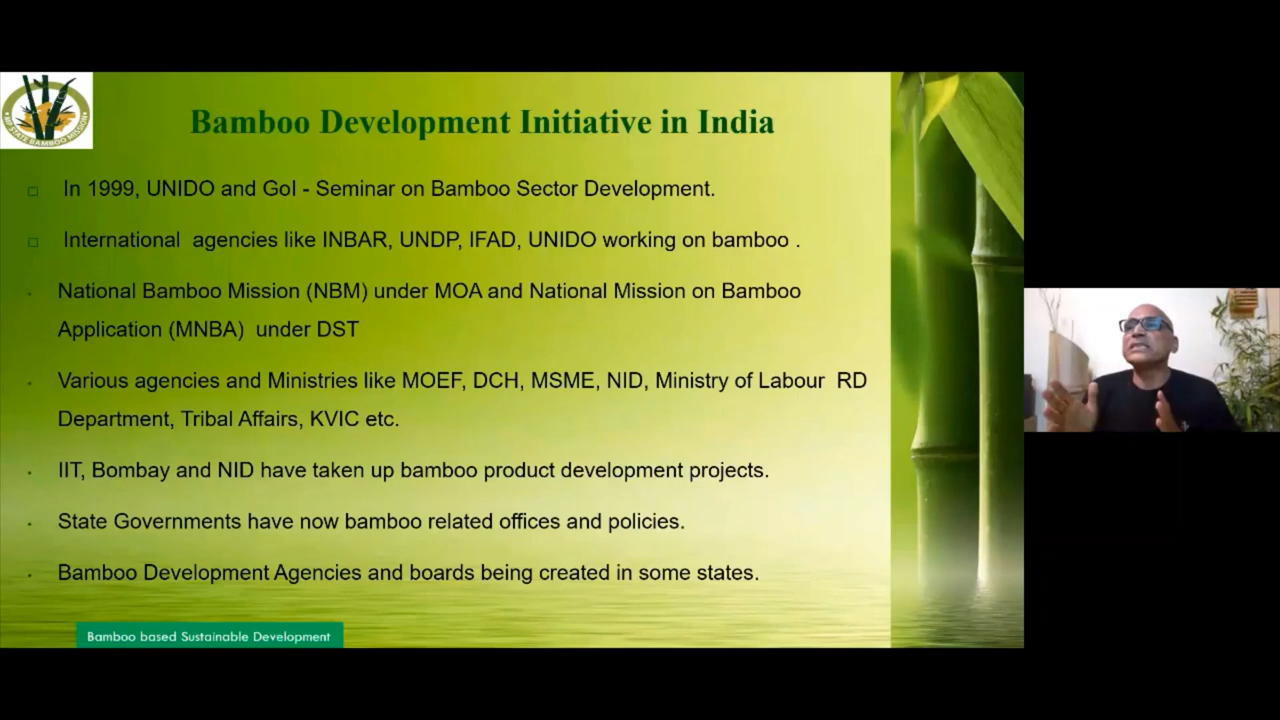 MP STATE BAMBOO MISSION
Bamboo Development Initiative in India
In 1999, UNIDO and GoI - Seminar on Bamboo Sector Development.
International agencies like INBAR, UNDP, IFAD, UNIDO working on bamboo .
National Bamboo Mission (NBM) under MOA and National Mission on Bamboo
Application (MNBA) under DST
Various agencies and Ministries like MOEF, DCH, MSME, NID, Ministry of Labour RD
Department, Tribal Affairs, KVIC etc.
IIT, Bombay and NID have taken up bamboo product development projects.
State Governments have now bamboo related offices and policies.
Bamboo Development Agencies and boards being created in some states.
Bamboo based Sustainable Development